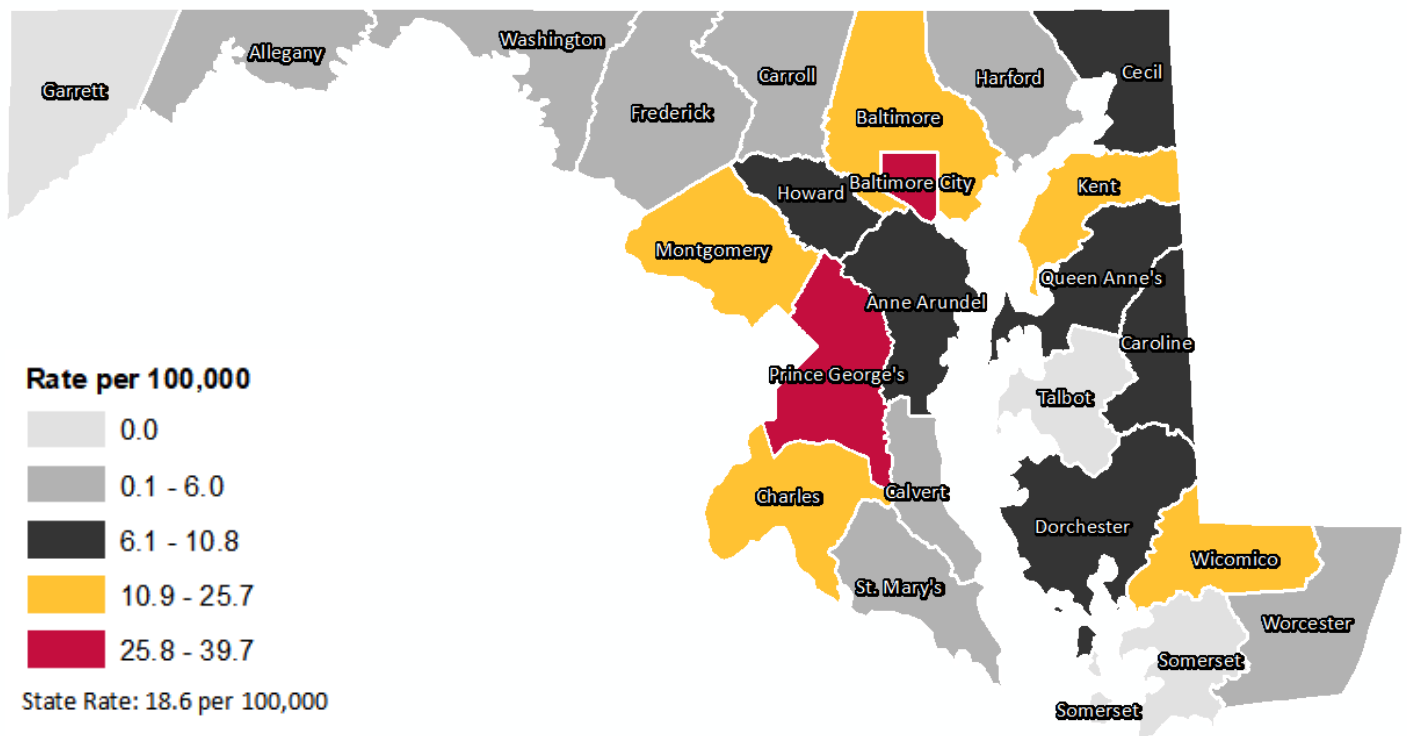 Garrett
Allegany
Washington
Frederick
Carroll
Baltimore
Harford
Cecil
Baltimore City
Howard
Kent
Montgomery
Queen Anne's
Anne Arundel
Caroline
Prince George's
Talbot
Charles
Calvert
Dorchester
Wicomico
St. Mary's
Worcester
Somerset
Somerset
Rate per 100,000
0.0
0.1 - 6.0
6.1 - 10.8
10.9 - 25.7
25.8 - 39.7
State Rate: 18.6 per 100,000